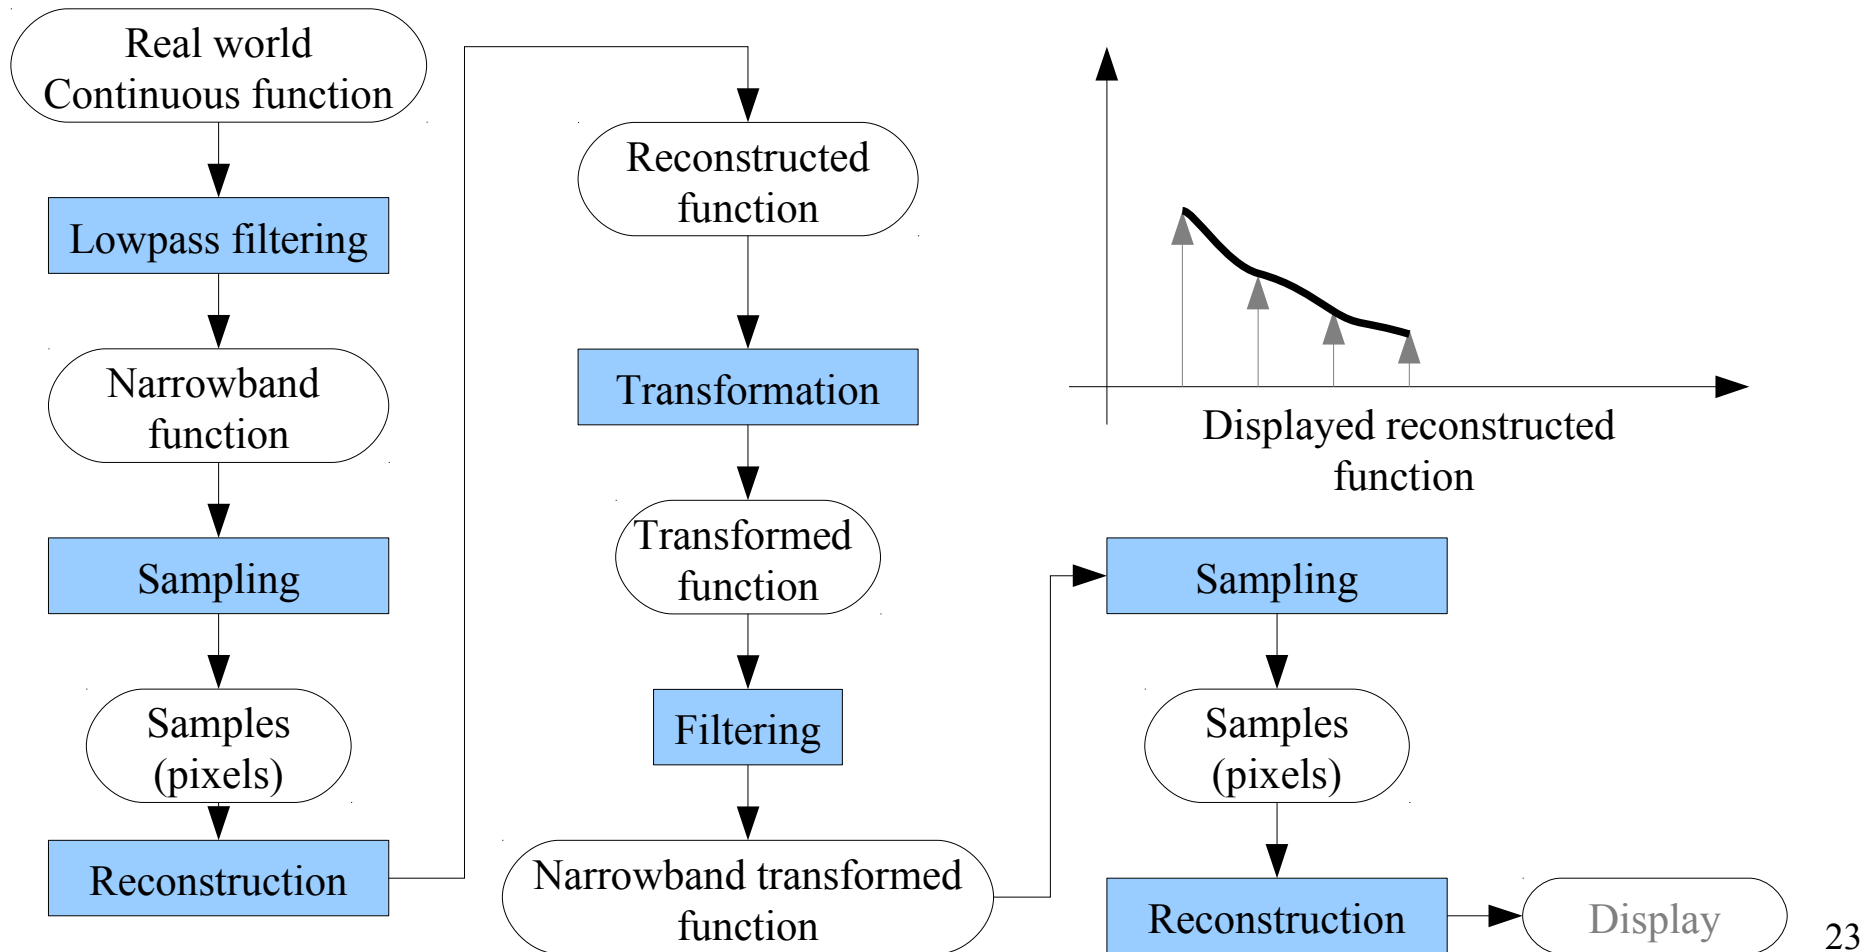 Real world
Continuous function
Lowpass filtering
Narrowband
function
Sampling
Samples
(pixels)
Reconstruction
Reconstructed
function
Transformation
Transformed
function
Filtering
Narrowband transformed
function
Displayed reconstructed
function
Sampling
Samples
(pixels)
Reconstruction
Display
23